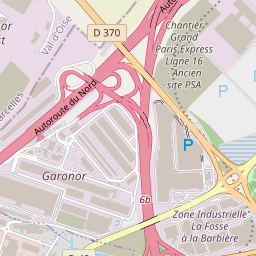 D 370
Val-d'Oise
Autoroute du Nord
Chantier
Grand
Paris Express
Ligne 16
- Ancien
site PSA
P
Garonor
6b
P
Zone Industrielle
La Fosse
à la Barbière